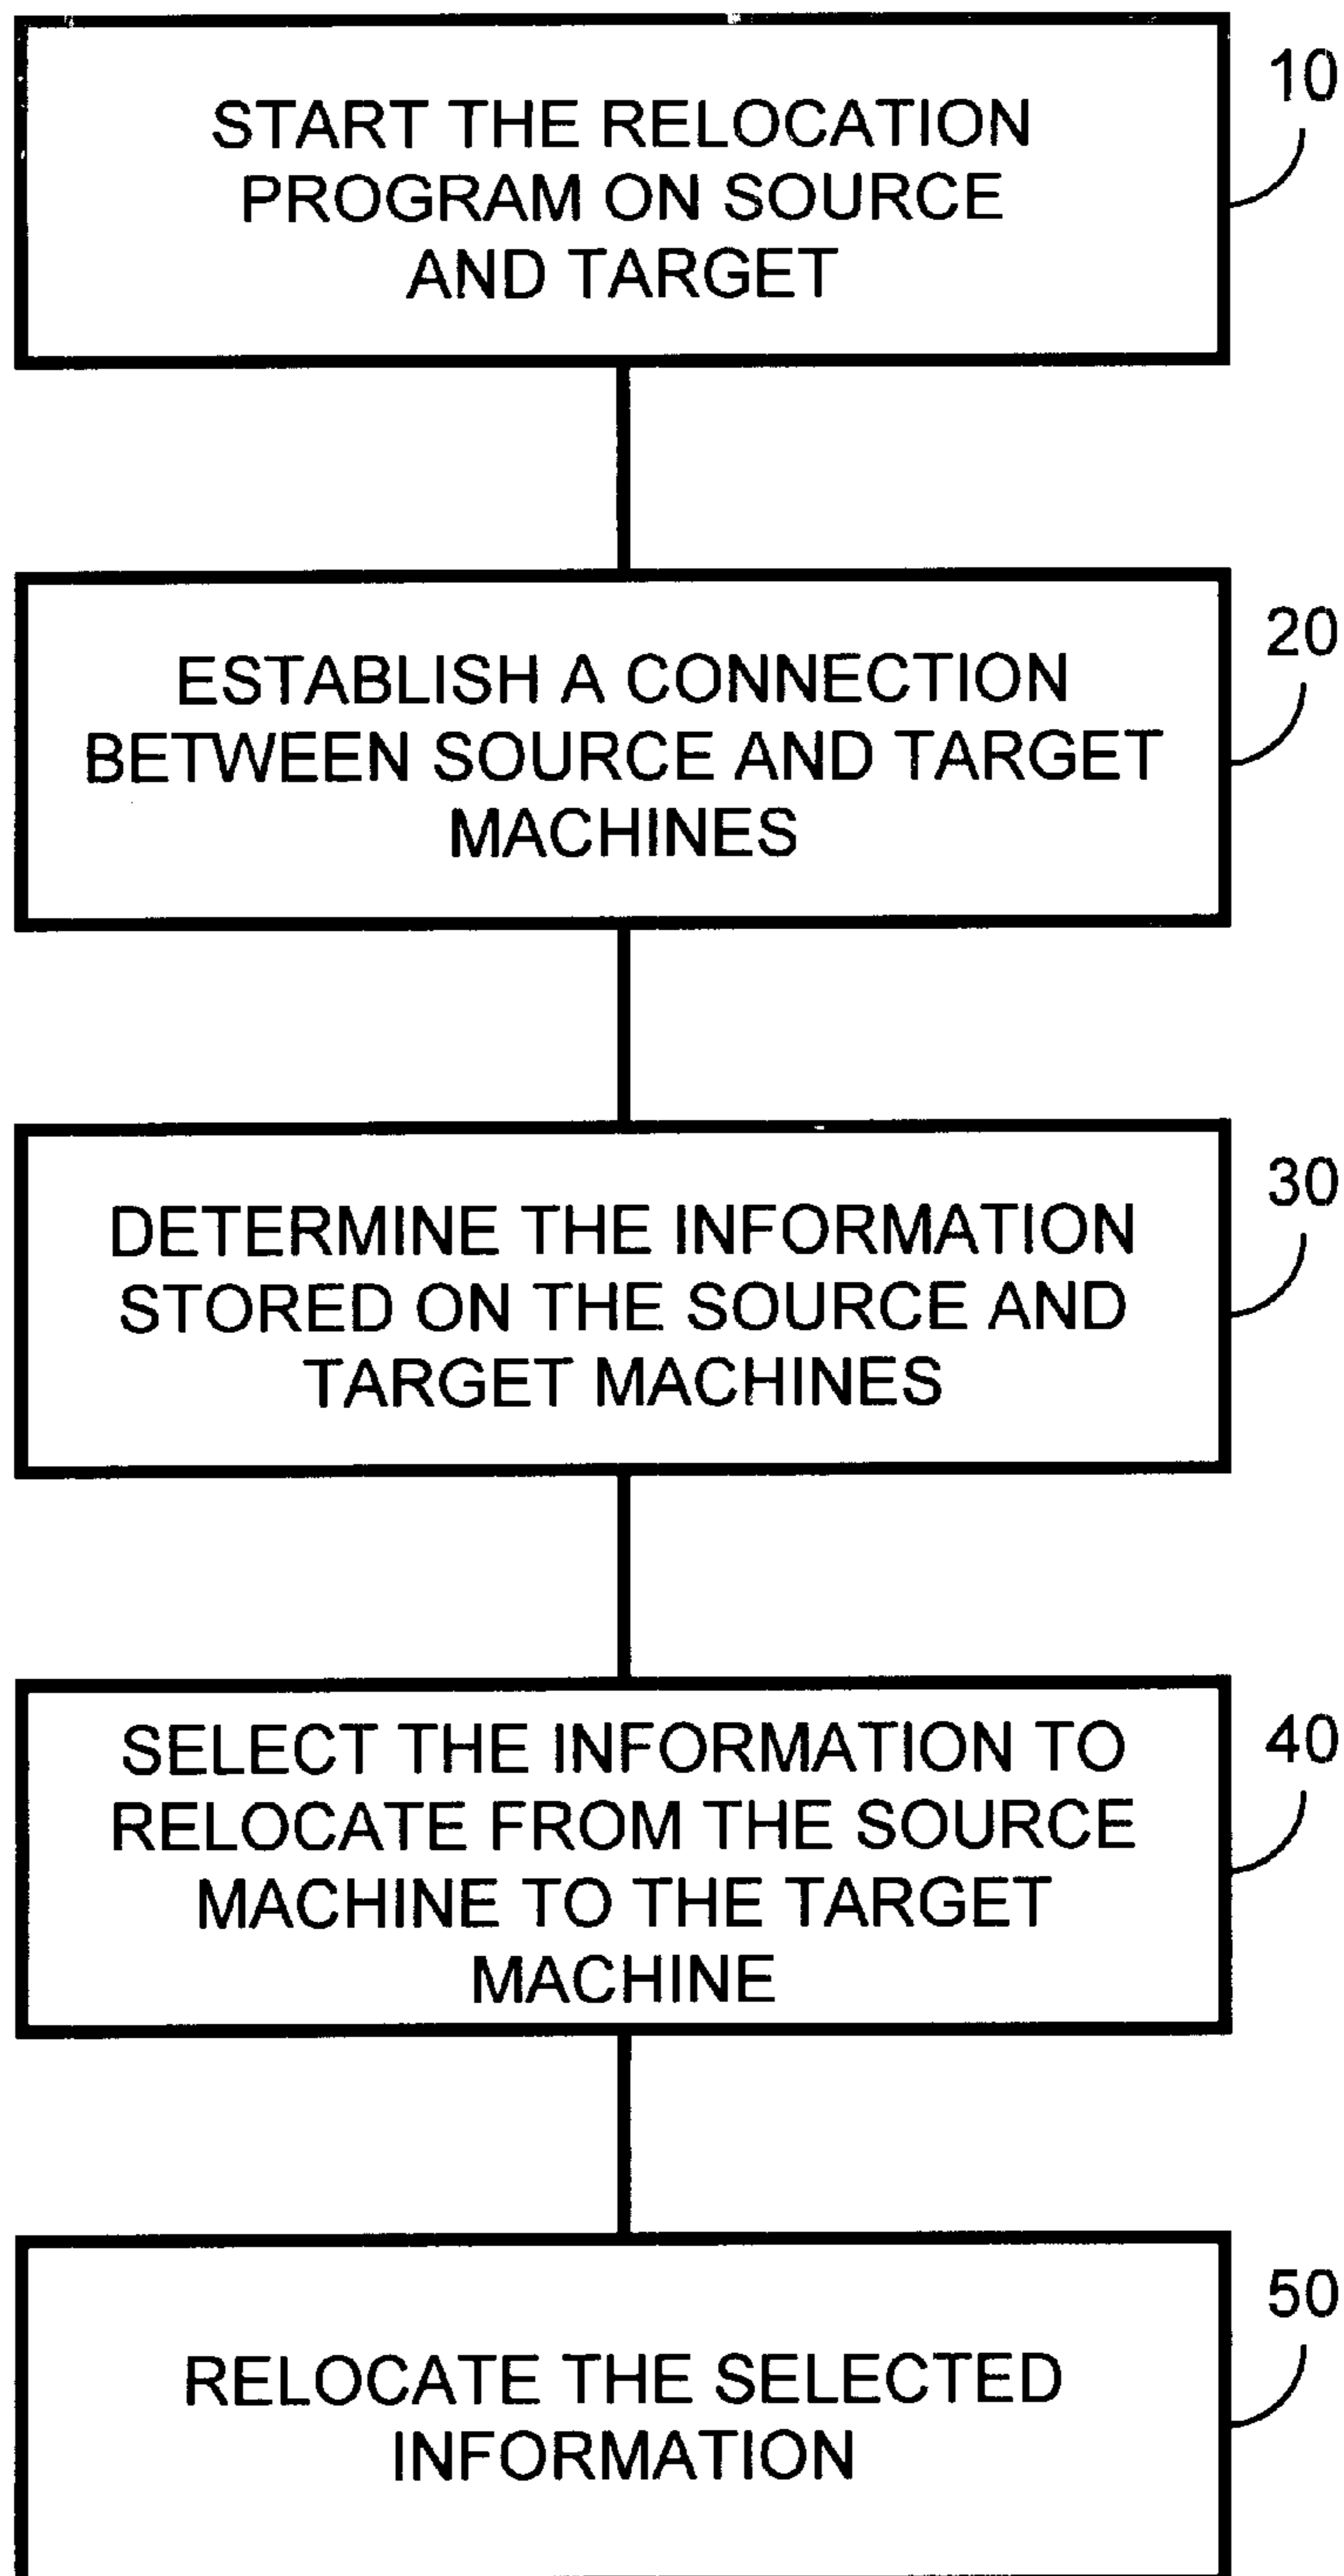 START THE RELOCATION
PROGRAM ON SOURCE
AND TARGET
10
ESTABLISH A CONNECTION
BETWEEN SOURCE AND TARGET
MACHINES
20
DETERMINE THE INFORMATION
STORED ON THE SOURCE AND
TARGET MACHINES
30
SELECT THE INFORMATION TO
RELOCATE FROM THE SOURCE
MACHINE TO THE TARGET
MACHINE
40
RELOCATE THE SELECTED
INFORMATION
50